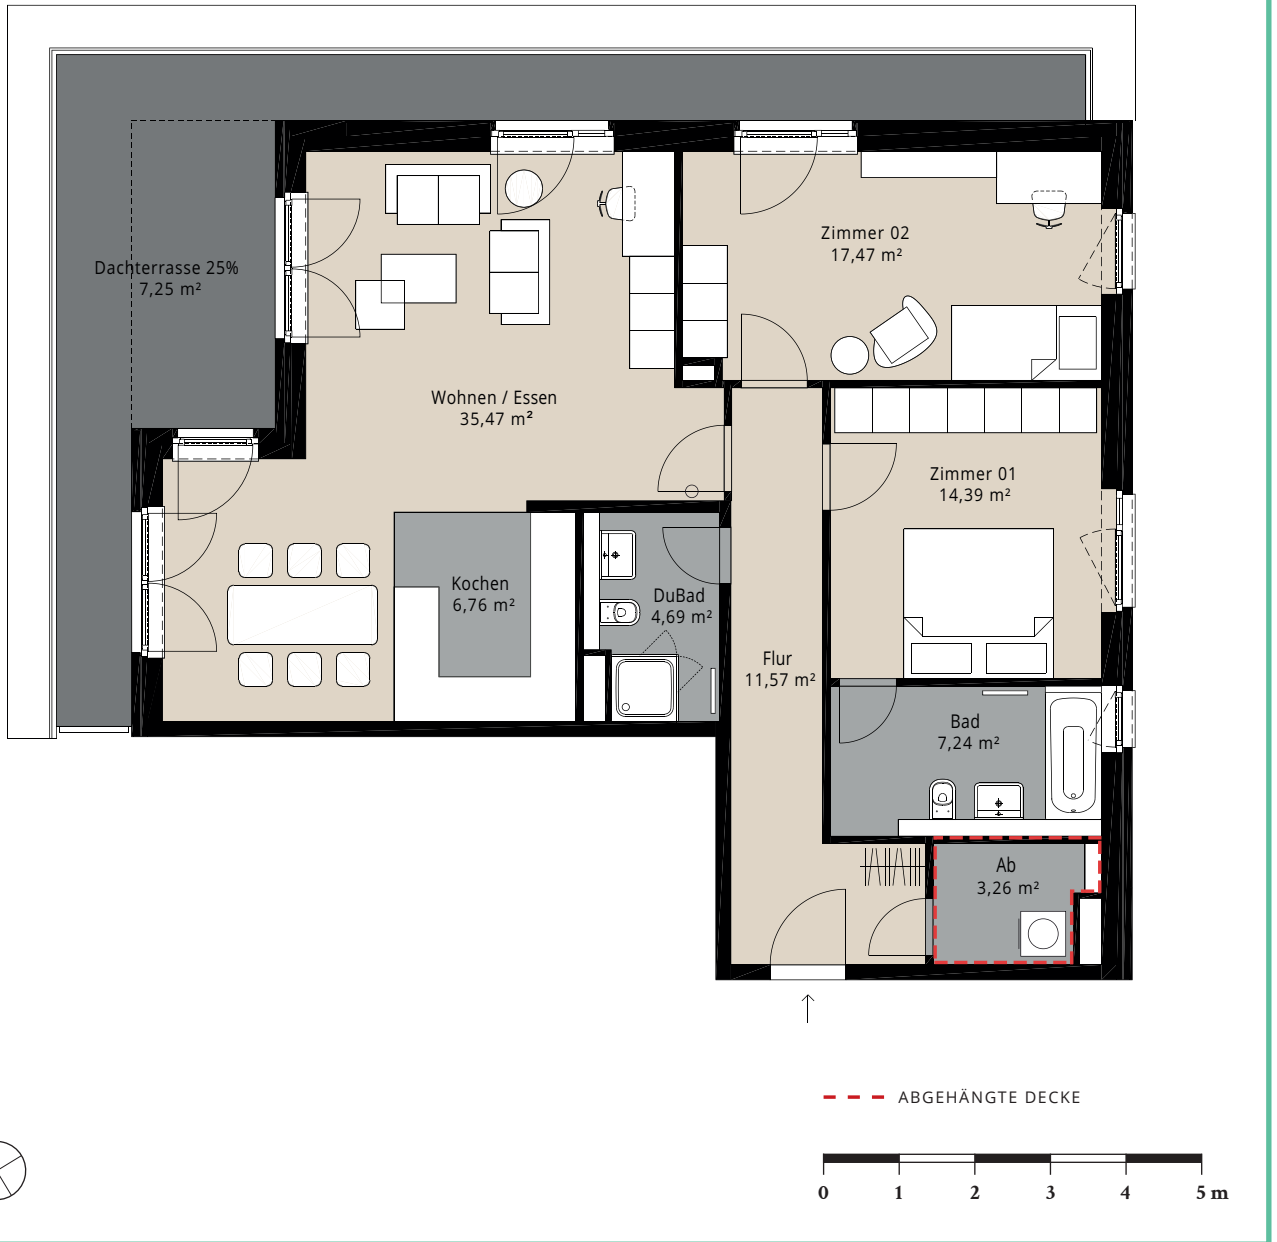 Zimmer 02
17,47 m²
Dachterrasse 25%
7,25 m²
Wohnen / Essen
35,47 m²
Zimmer 01
14,39 m²
Kochen
6,76 m²
DuBad
4,69 m²
Flur
11,57 m²
Bad
7,24 m²
Ab
3,26 m²
ABGEHÄNGTE DECKE
0 1 2 3 4 5 m